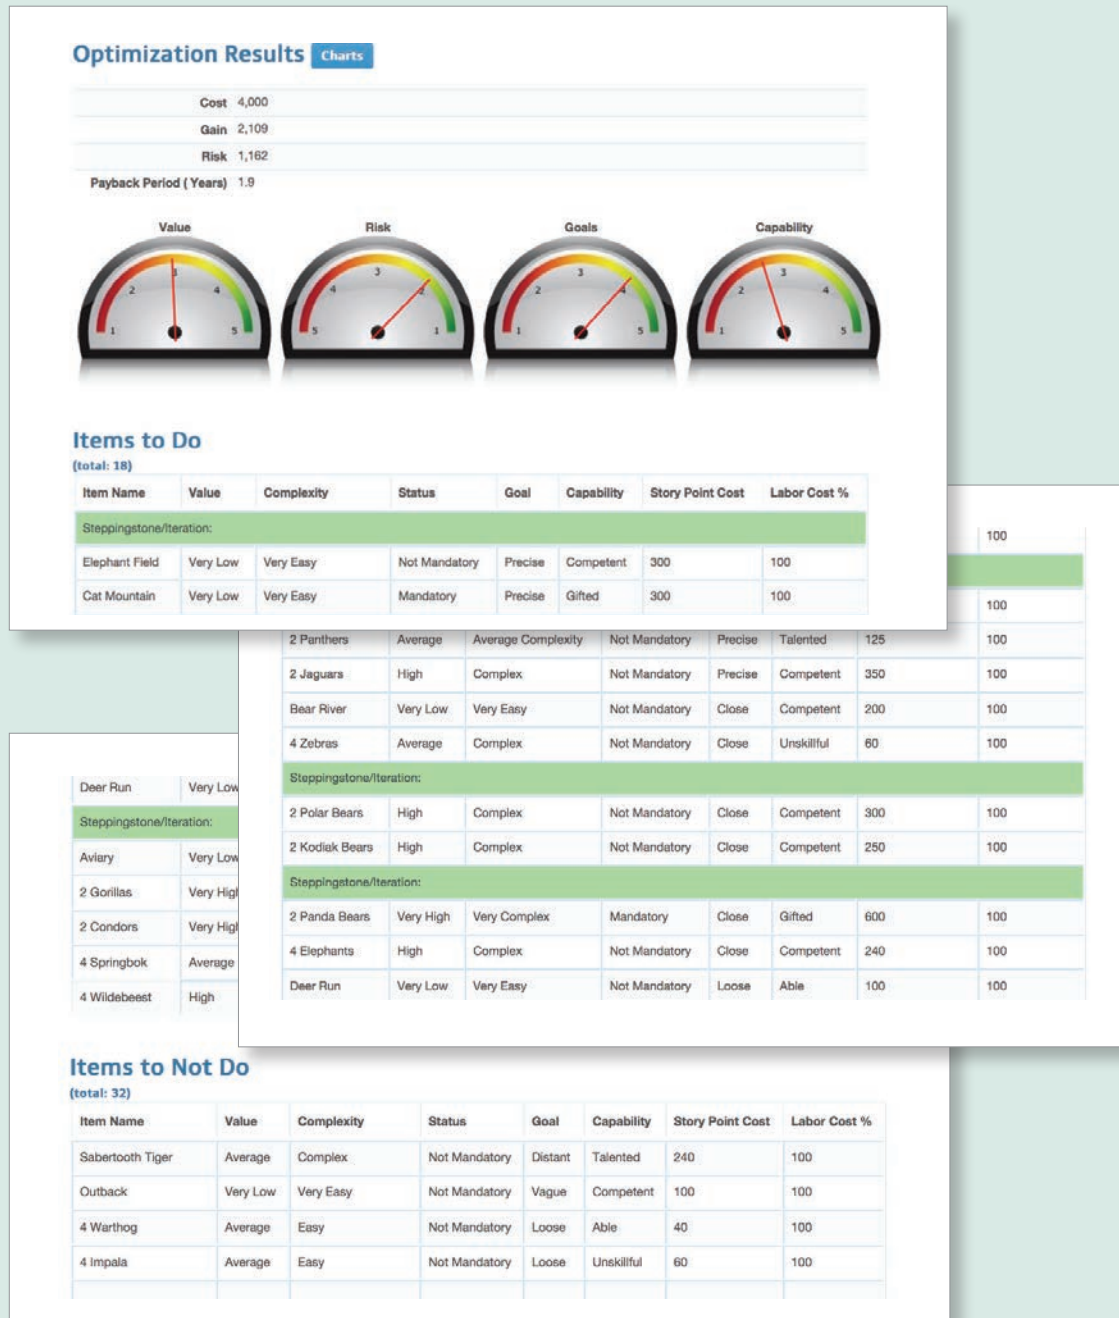 Optimization Results Charts
Cost 4,000
Gain 2,109
Risk 1,162
Payback Period ( Years) 1.9
Value Risk Goals Capability
1 2 3 4 5
5 4 3 2 1
1 2 3 4 5
1 2 3 4 5
Items to Do
(total: 18)
Item Name Value Complexity Status Goal Capability Story Point Cost Labor Cost %
Steppingstone/Iteration:
Elephant Field Very Low Very Easy Not Mandatory Precise Competent 300 100
Cat Mountain Very Low Very Easy Mandatory Precise Gifted 300 100
100
100
2 Panthers Average Average Complexity Not Mandatory Precise Talented 125 100
2 Jaguars High Complex Not Mandatory Precise Competent 350 100
Bear River Very Low Very Easy Not Mandatory Close Competent 200 100
4 Zebras Average Complex Not Mandatory Close Unskillful 60 100
Steppingstone/Iteration:
2 Polar Bears High Complex Not Mandatory Close Competent 300 100
2 Kodiak Bears High Complex Not Mandatory Close Competent 250 100
Steppingstone/Iteration:
2 Panda Bears Very High Very Complex Mandatory Close Gifted 600 100
4 Elephants High Complex Not Mandatory Close Competent 240 100
Deer Run Very Low Very Easy Not Mandatory Loose Able 100 100
Deer Run Very Low
Steppingstone/Iteration:
Aviary Very Low
2 Gorillas Very High
2 Condors Very High
4 Springbok Average
4 Wildebeest High
Items to Not Do
(total: 32)
Item Name Value Complexity Status Goal Capability Story Point Cost Labor Cost %
Sabertooth Tiger Average Complex Not Mandatory Distant Talented 240 100
Outback Very Low Very Easy Not Mandatory Vague Competent 100 100
4 Warthog Average Easy Not Mandatory Loose Able 40 100
4 Impala Average Easy Not Mandatory Loose Unskillful 60 100